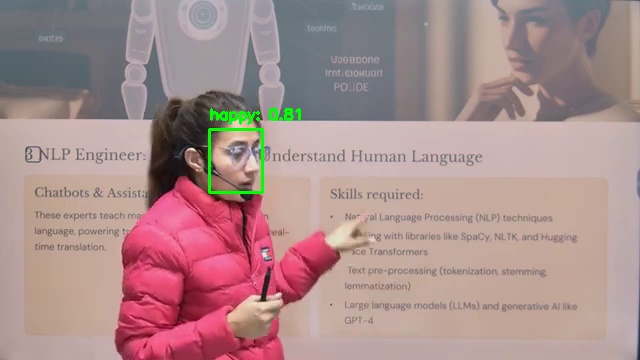 happy: 0.81
3 NLP Engineer: Understand Human Language
Chatbots & Assista
These experts teach ma
language, powering real-
time translation.
Skills required:
• Natural Language Processing (NLP) techniques
with libraries like SpaCy, NLTK, and Hugging
Transformers
Text pre-processing (tokenization, stemming,
lemmatization)
• Large language models (LLMs) and generative AI like
GPT-4